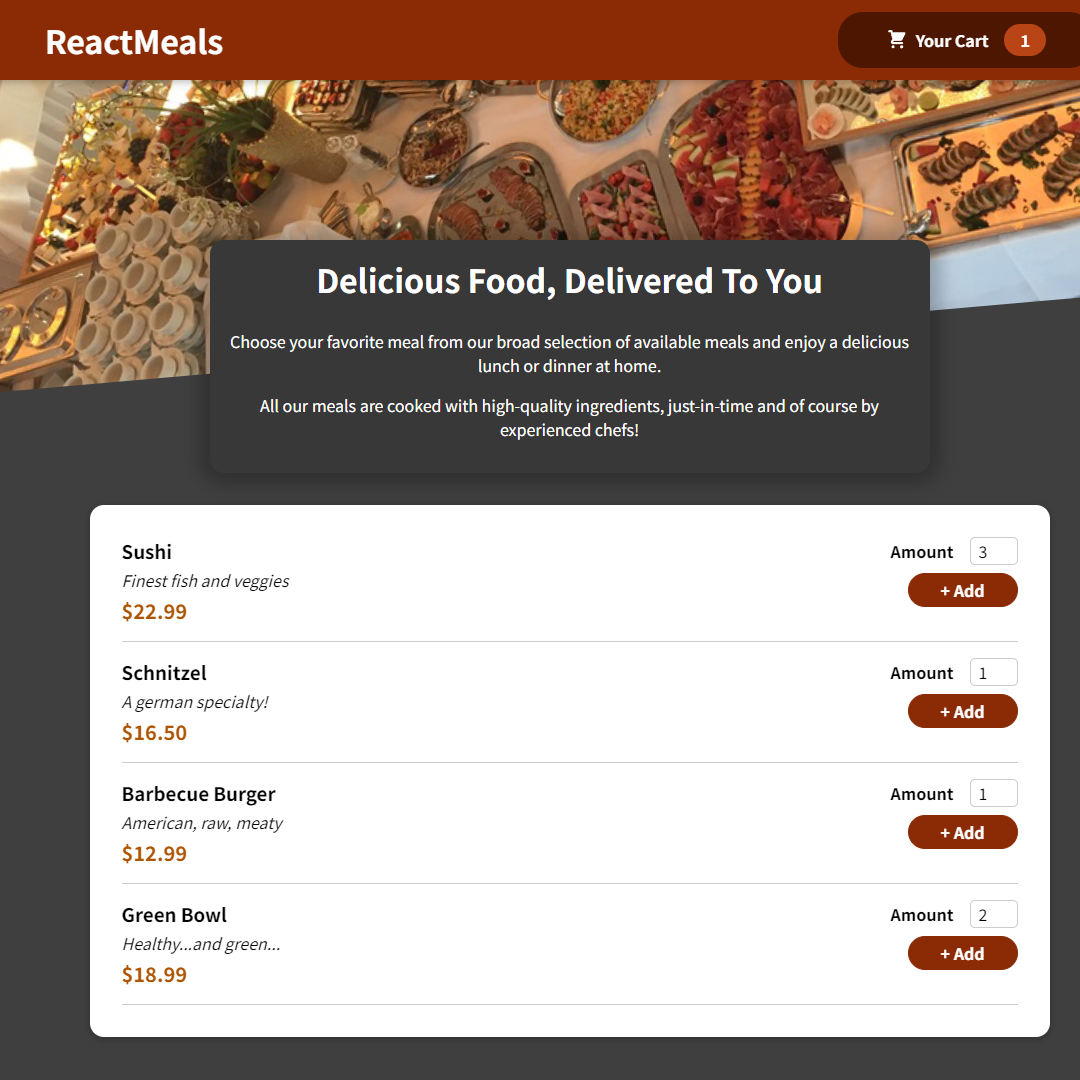 ReactMeals
Your Cart 1
Delicious Food, Delivered To You
Choose your favorite meal from our broad selection of available meals and enjoy a delicious
lunch or dinner at home.
All our meals are cooked with high-quality ingredients, just-in-time and of course by
experienced chefs!
Sushi
Finest fish and veggies
$22.99
Amount 3
+ Add
Schnitzel
A german specialty!
$16.50
Amount 1
+ Add
Barbecue Burger
American, raw, meaty
$12.99
Amount 1
+ Add
Green Bowl
Healthy...and green...
$18.99
Amount 2
+ Add